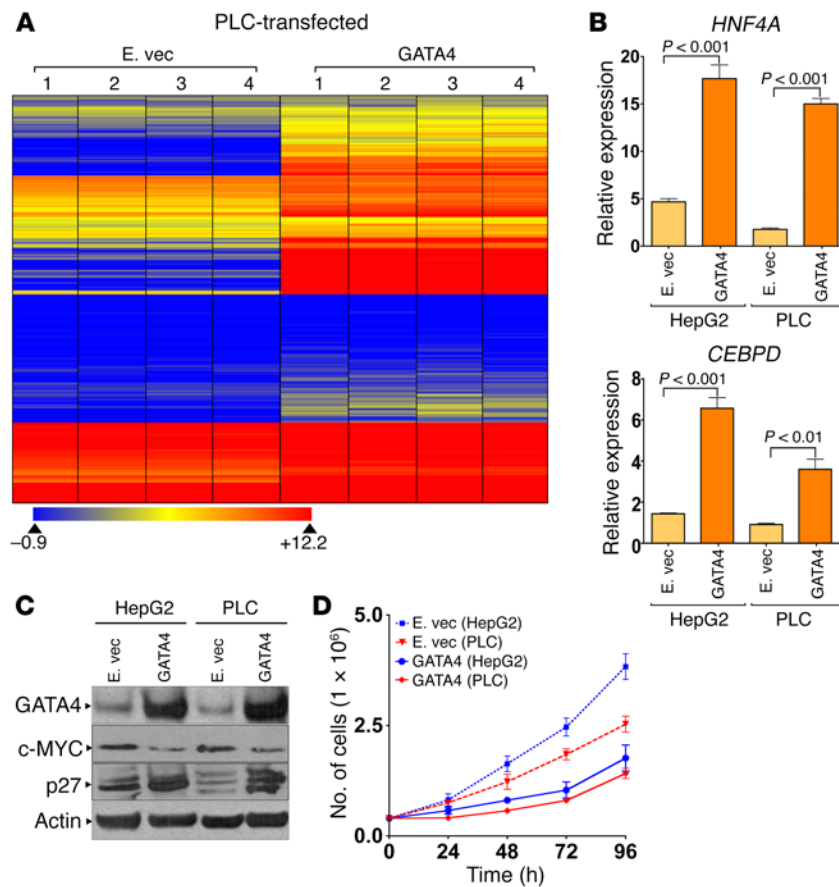 A
PLC-transfected
E. vec GATA4
1 2 3 4 1 2 3 4
−0.9 +12.2
B
HNF4A
Relative expression
20
15
10
5
0
P < 0.001
P < 0.001
E. vec GATA4 E. vec GATA4
HepG2 PLC
CEBPD
Relative expression
8
6
4
2
0
P < 0.001
P < 0.01
E. vec GATA4 E. vec GATA4
HepG2 PLC
C
HepG2 PLC
E. vec GATA4 E. vec GATA4
GATA4
c-MYC
p27
Actin
D
No. of cells (1 × 10⁶)
5.0
2.5
0.0
E. vec (HepG2)
E. vec (PLC)
GATA4 (HepG2)
GATA4 (PLC)
0 24 48 72 96
Time (h)